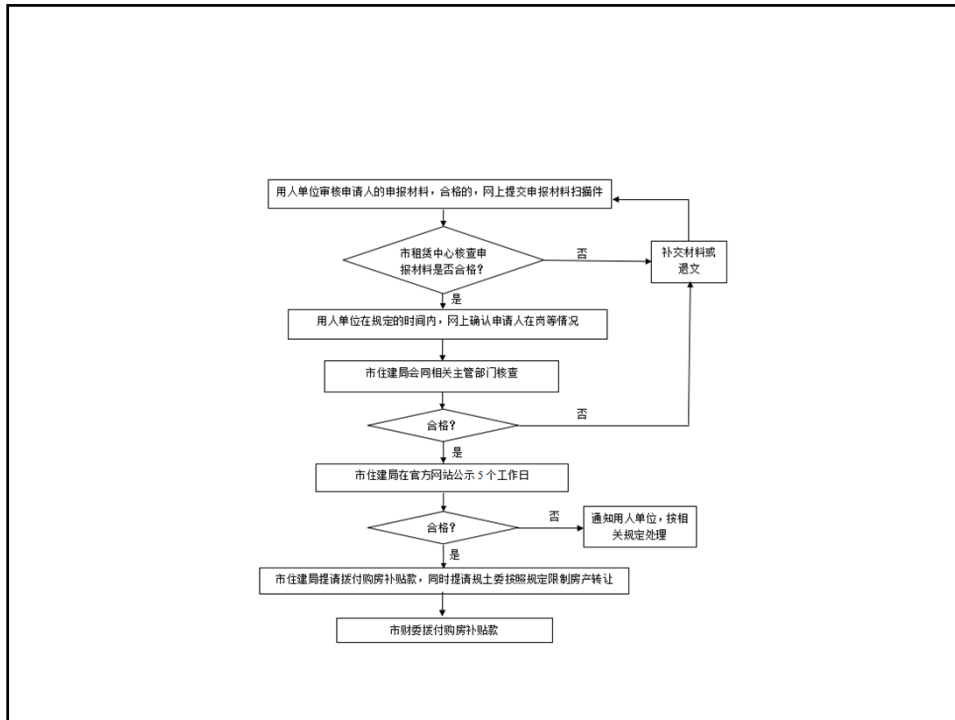 用人单位审核申请人的申报材料，合格的，网上提交申报材料扫描件
市租赁中心核查申
报材料是否合格？
否
补交材料或
退文
是
用人单位在规定的时间内，网上确认申请人在岗等情况
市住建局会同相关主管部门核查
合格？
否
是
市住建局在官方网站公示 5 个工作日
合格？
否
通知用人单位，按相
关规定处理
是
市住建局提请拨付购房补贴款，同时提请规土委按照规定限制房产转让
市财委拨付购房补贴款